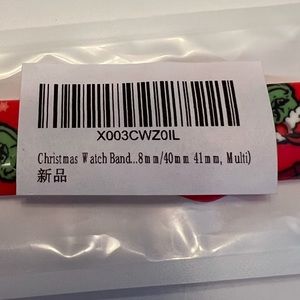 X003CWZ0IL
Christmas Watch Band...8mm/40mm 41mm, Multi)
新品